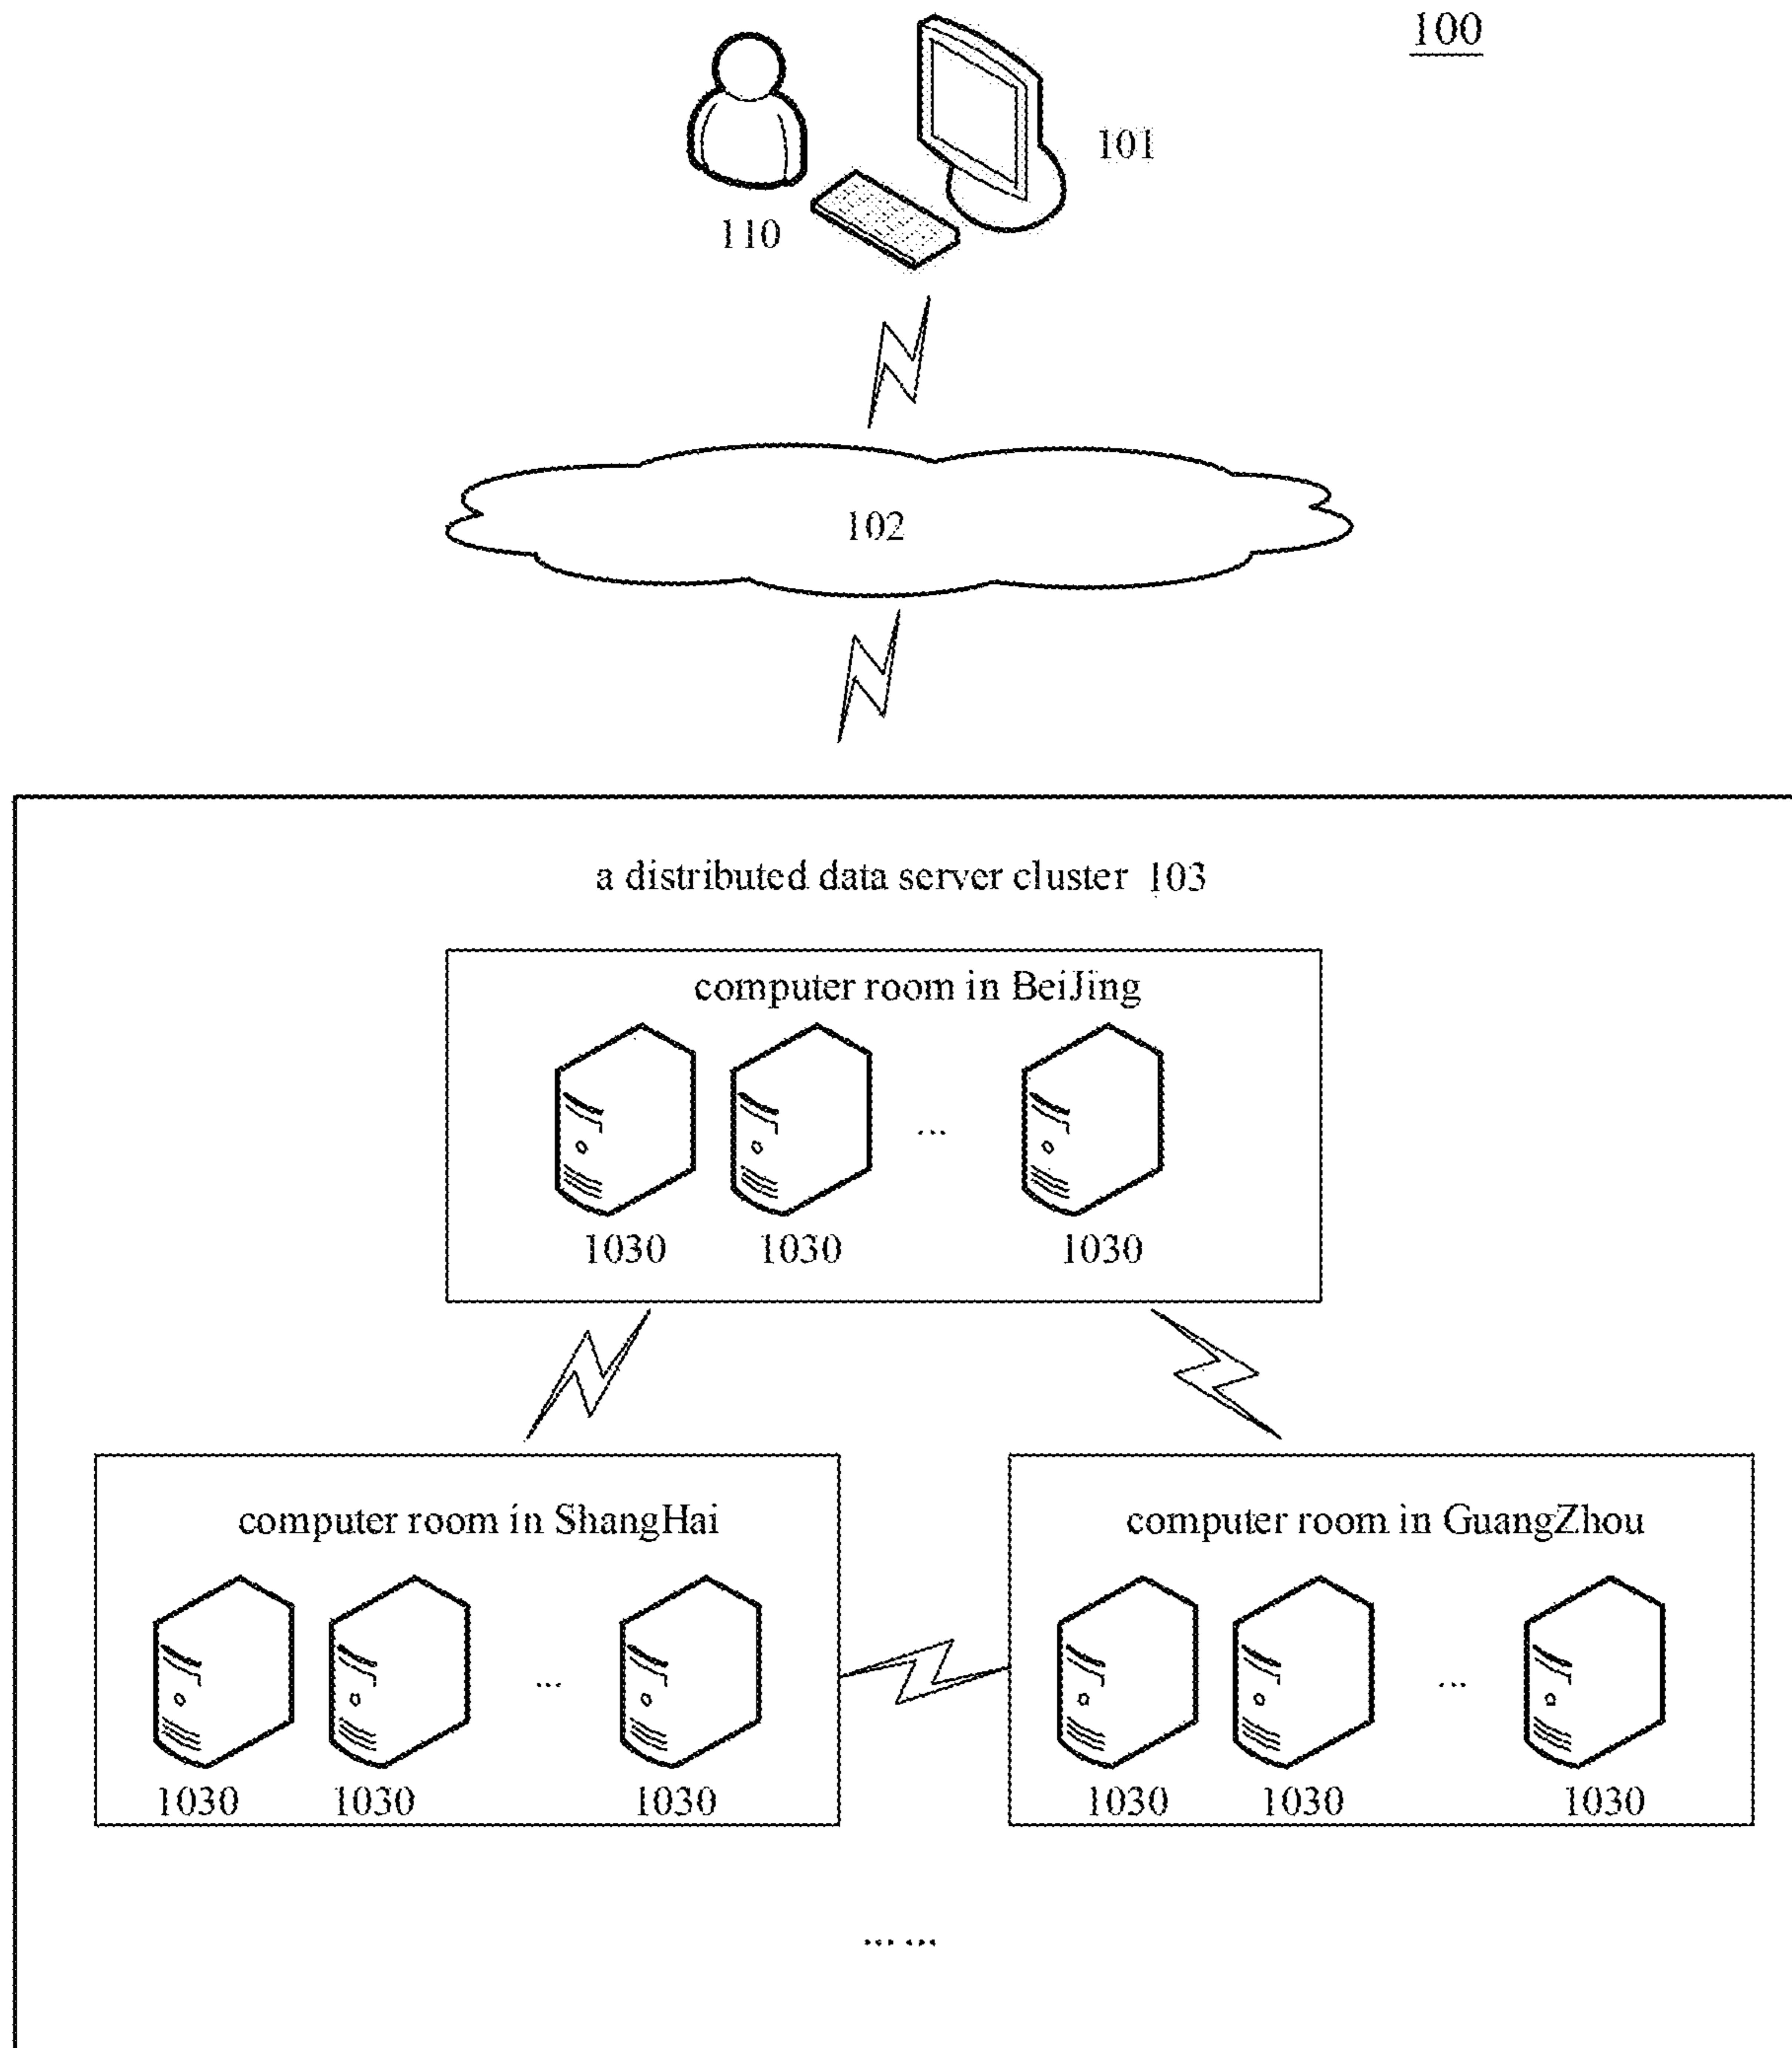 100
101
110
102
a distributed data server cluster 103
computer room in BeiJing
...
1030 1030 1030
computer room in ShangHai
...
1030 1030 1030
computer room in GuangZhou
...
1030 1030 1030
... ...